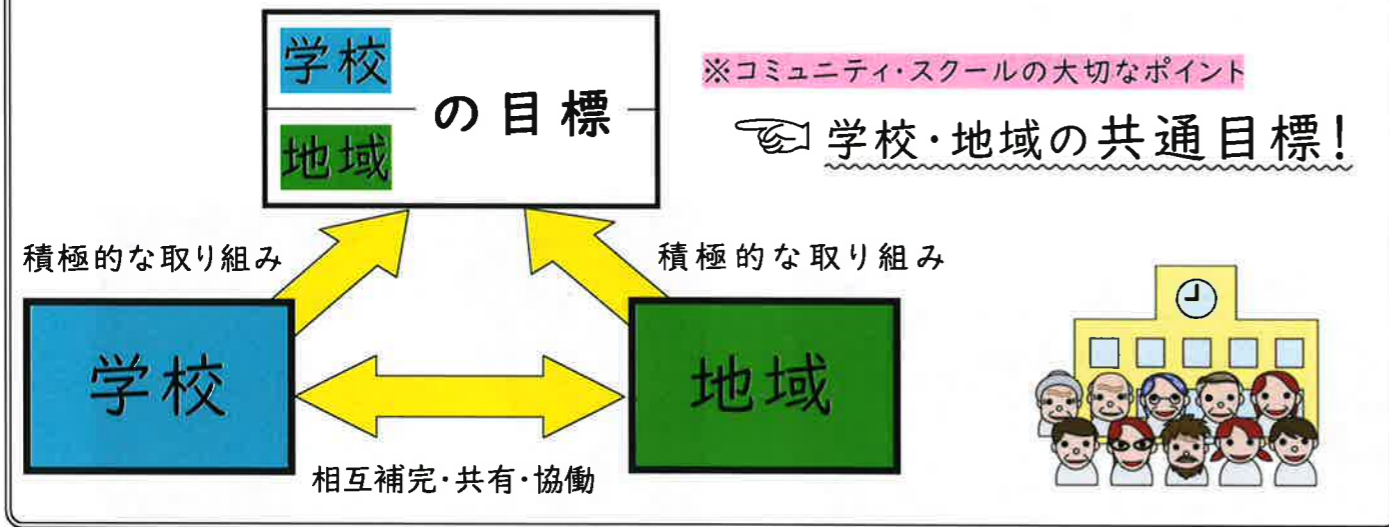 学校
の目標
地域
※コミュニティ・スクールの大切なポイント
☜学校・地域の共通目標!
積極的な取り組み
積極的な取り組み
学校
地域
相互補完・共有・協働